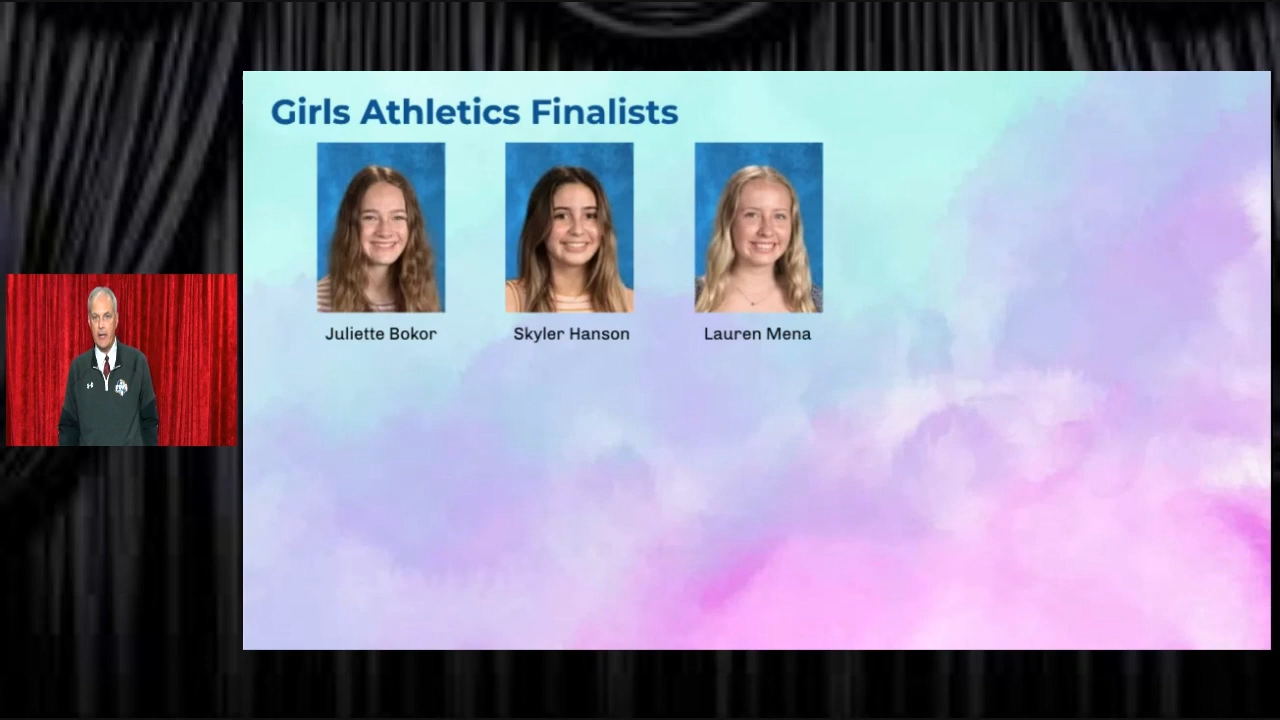 Girls Athletics Finalists
Juliette Bokor
Skyler Hanson
Lauren Mena